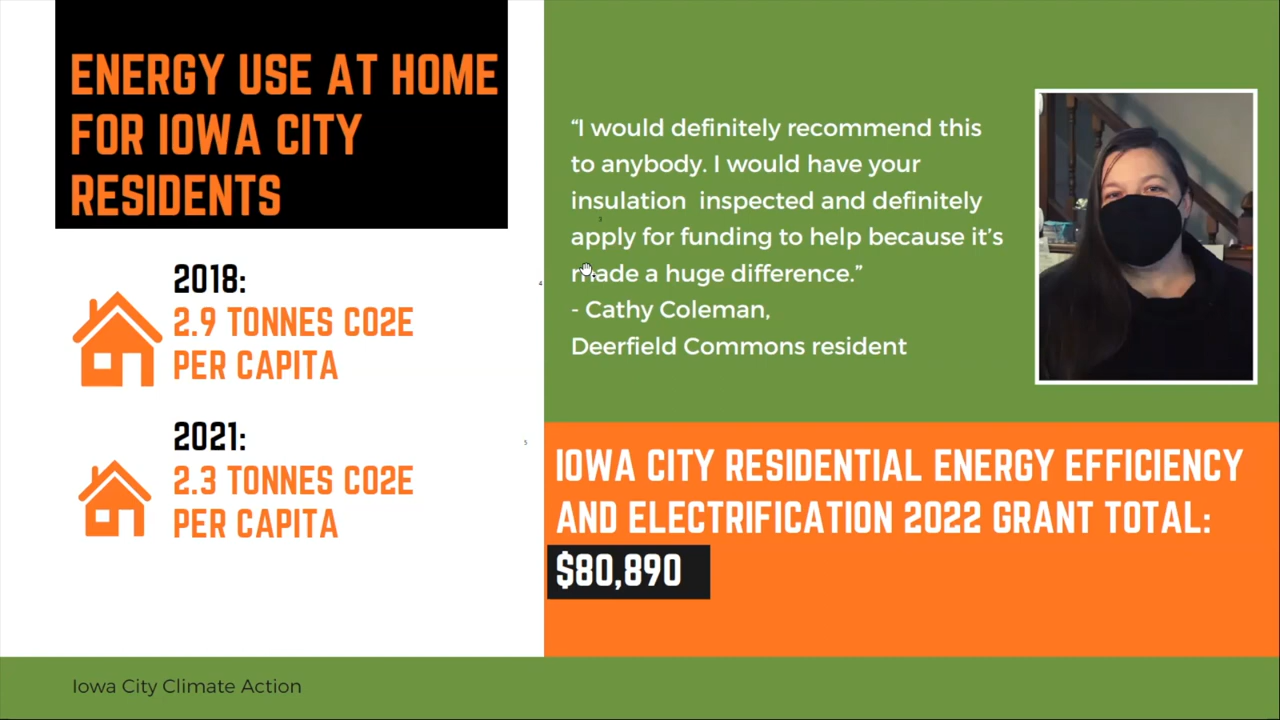 ENERGY USE AT HOME
FOR IOWA CITY
RESIDENTS
2018:
2.9 TONNES CO2E
PER CAPITA
2021:
2.3 TONNES CO2E
PER CAPITA
“I would definitely recommend this
to anybody. I would have your
insulation inspected and definitely
3
apply for funding to help because it’s
made a huge difference.”
4
- Cathy Coleman,
Deerfield Commons resident
5
IOWA CITY RESIDENTIAL ENERGY EFFICIENCY
AND ELECTRIFICATION 2022 GRANT TOTAL:
$80,890
Iowa City Climate Action